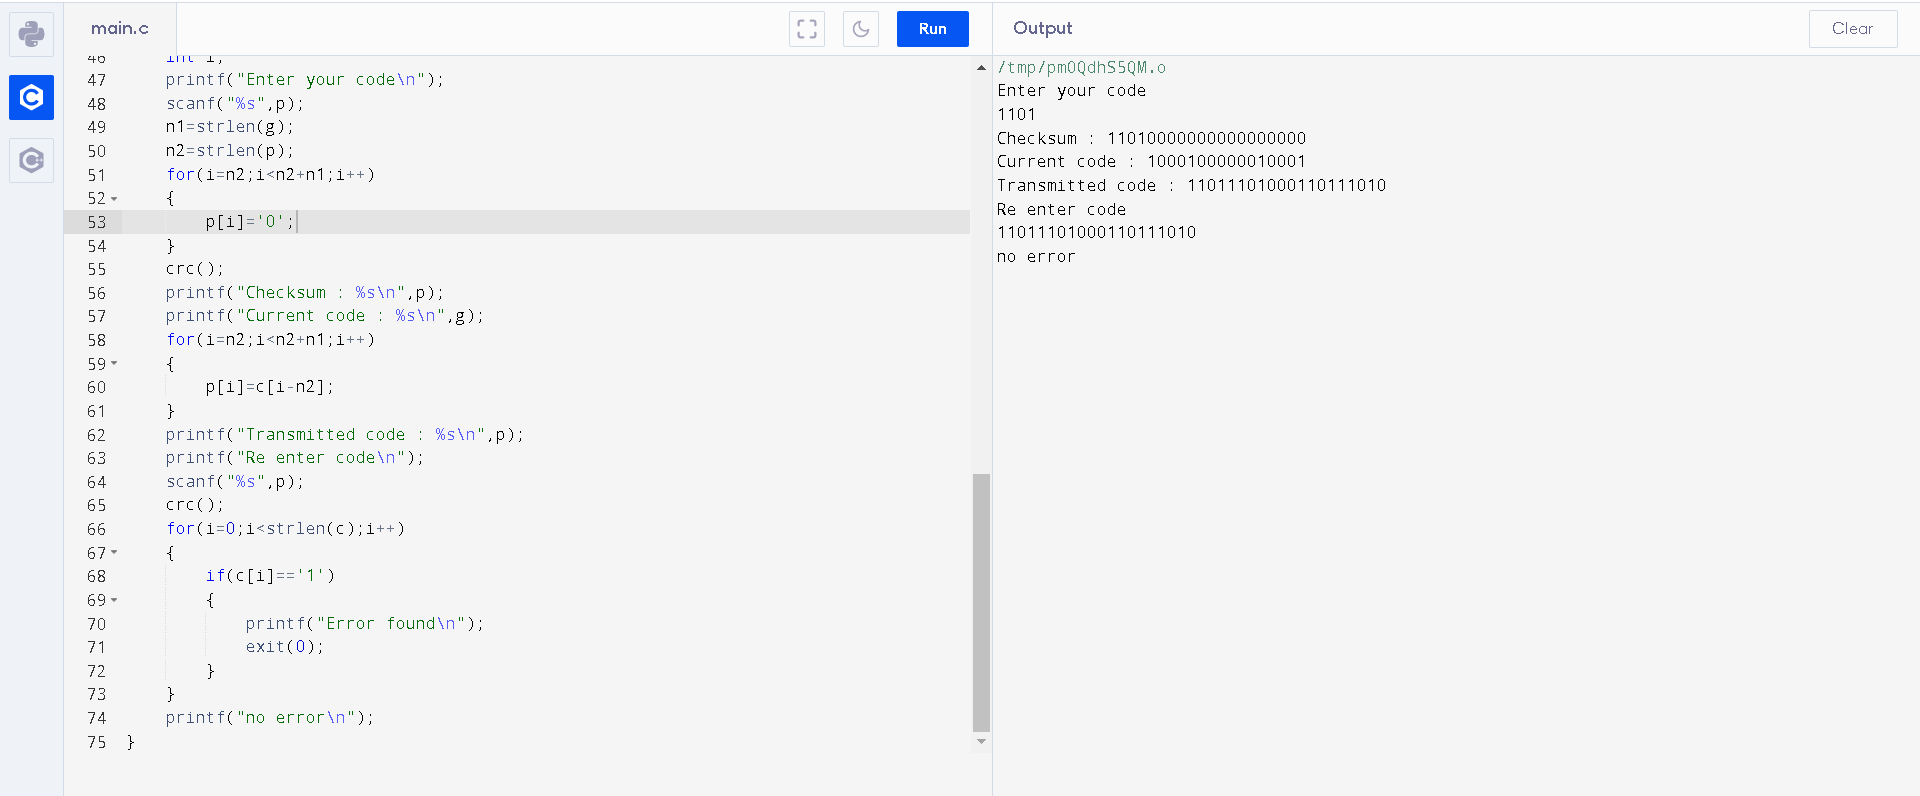 main.c
Run
Output
Clear
46 int i;
47 printf("Enter your code\n");
48 scanf("%s",p);
49 n1=strlen(g);
50 n2=strlen(p);
51 for(i=n2;i<n2+n1;i++)
52 {
53 p[i]='0';
54 }
55 crc();
56 printf("Checksum : %s\n",p);
57 printf("Current code : %s\n",g);
58 for(i=n2;i<n2+n1;i++)
59 {
60 p[i]=c[i-n2];
61 }
62 printf("Transmitted code : %s\n",p);
63 printf("Re enter code\n");
64 scanf("%s",p);
65 crc();
66 for(i=0;i<strlen(c);i++)
67 {
68 if(c[i]=='1')
69 {
70 printf("Error found\n");
71 exit(0);
72 }
73 }
74 printf("no error\n");
75 }
/tmp/pmOQdhS5QM.o
Enter your code
1101
Checksum : 11010000000000000000
Current code : 1000100000010001
Transmitted code : 11011101000110111010
Re enter code
11011101000110111010
no error